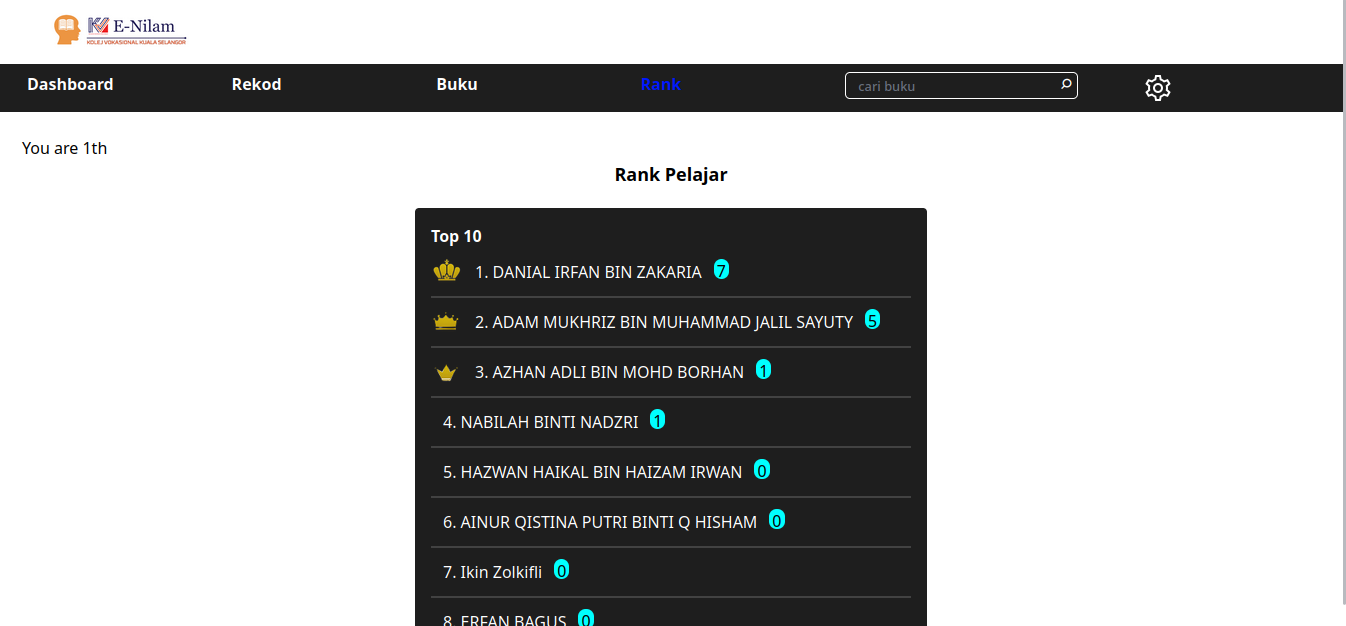 E-Nilam
KOLEJ VOKASIONAL KUALA SELANGOR
Dashboard Rekod Buku Rank cari buku
You are 1th
Rank Pelajar
Top 10
1. DANIAL IRFAN BIN ZAKARIA 7
2. ADAM MUKHRIZ BIN MUHAMMAD JALIL SAYUTY 5
3. AZHAN ADLI BIN MOHD BORHAN 1
4. NABILAH BINTI NADZRI 1
5. HAZWAN HAIKAL BIN HAIZAM IRWAN 0
6. AINUR QISTINA PUTRI BINTI Q HISHAM 0
7. Ikin Zolkifli 0
8. ERFAN BAGUS 0